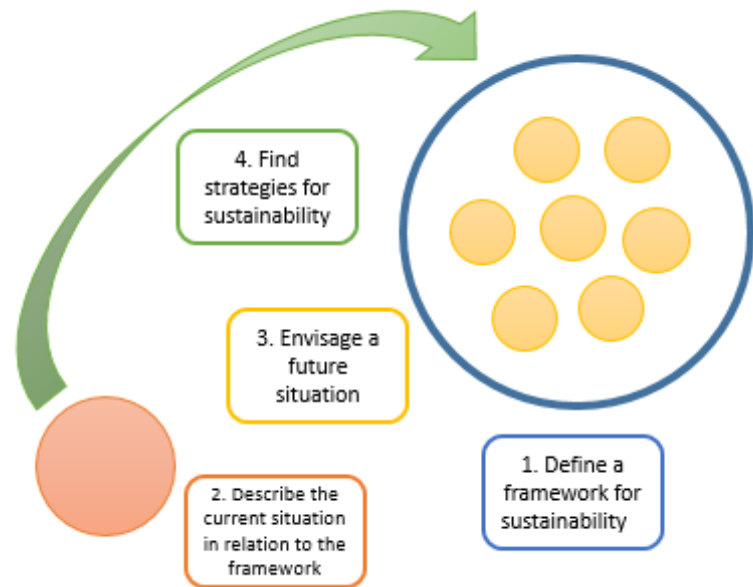 4. Find
strategies for
sustainability
3. Envisage a
future
situation
1. Define a
framework for
sustainability
2. Describe the
current situation
in relation to the
framework